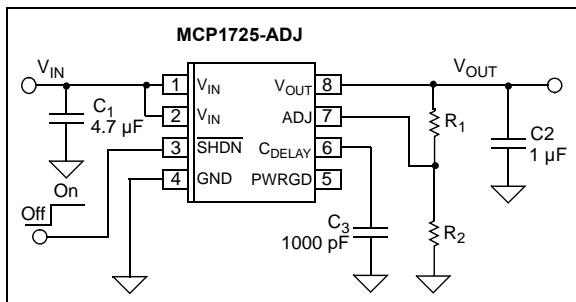 MCP1725-ADJ
V_IN
V_OUT
1 V_IN V_OUT 8
2 V_IN ADJ 7
3 S̅H̅D̅N̅ C_DELAY 6
4 GND PWRGD 5
C_1
4.7 µF
R_1
C2
1 µF
On
Off
C_3
1000 pF
R_2